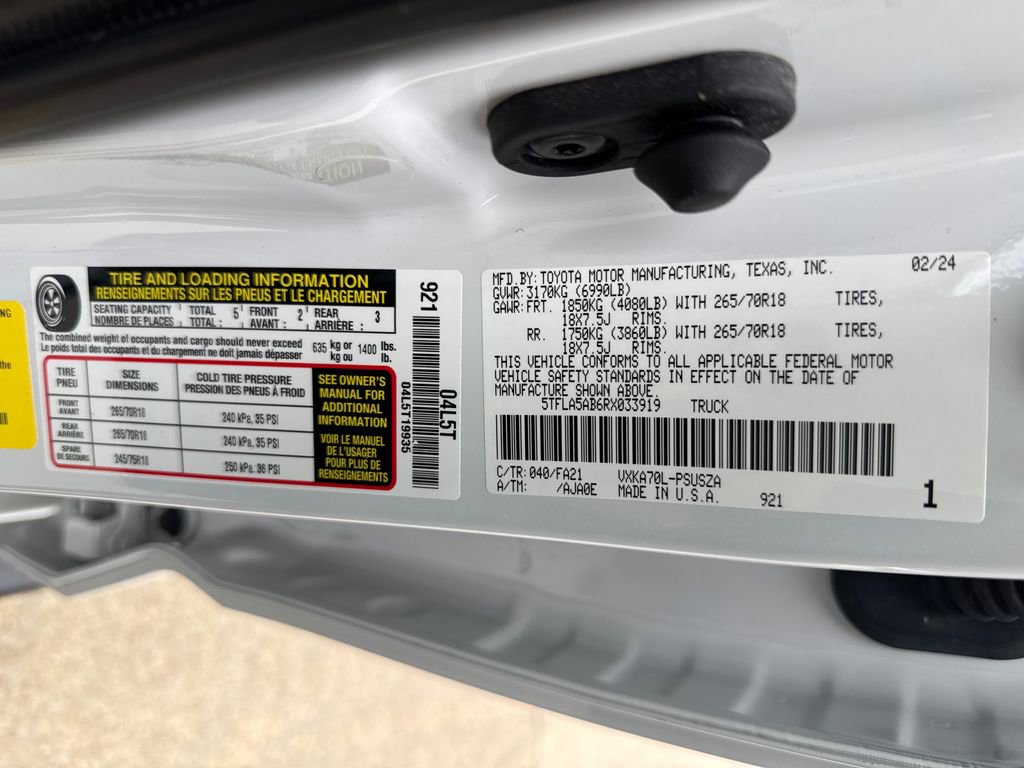 NG
the
TIRE AND LOADING INFORMATION
RENSEIGNEMENTS SUR LES PNEUS ET LE CHARGEMENT
SEATING CAPACITY TOTAL 5 FRONT 2 REAR 3
NOMBRE DE PLACES TOTAL : AVANT : ARRIÈRE :
The combined weight of occupants and cargo should never exceed 635 kg or 1400 lbs.
Le poids total des occupants et du chargement ne doit jamais dépasser kg ou lb.
TIRE SIZE COLD TIRE PRESSURE
PNEU DIMENSIONS PRESSION DES PNEUS À FROID
FRONT AVANT 265/70R18 240 kPa, 35 PSI
REAR ARRIÈRE 265/70R18 240 kPa, 35 PSI
SPARE DE SECOURS 245/75R18 250 kPa, 36 PSI
SEE OWNER'S
MANUAL FOR
ADDITIONAL
INFORMATION
VOIR LE MANUEL
DE L'USAGER
POUR PLUS DE
RENSEIGNEMENTS
921
04L5T
04L5T19935
MFD.BY:TOYOTA MOTOR MANUFACTURING, TEXAS, INC. 02/24
GVWR:3170KG (6990LB)
GAWR:FRT. 1850KG (4080LB) WITH 265/70R18 TIRES,
18X7.5J RIMS.
RR. 1750KG (3860LB) WITH 265/70R18 TIRES,
18X7.5J RIMS.
THIS VEHICLE CONFORMS TO ALL APPLICABLE FEDERAL MOTOR
VEHICLE SAFETY STANDARDS IN EFFECT ON THE DATE OF
MANUFACTURE SHOWN ABOVE.
5TFLA5AB6RX033919 TRUCK
C/TR:040/FA21 VXKA70L-PSUSZA
A/TM: /AJA0E MADE IN U.S.A. 921 1